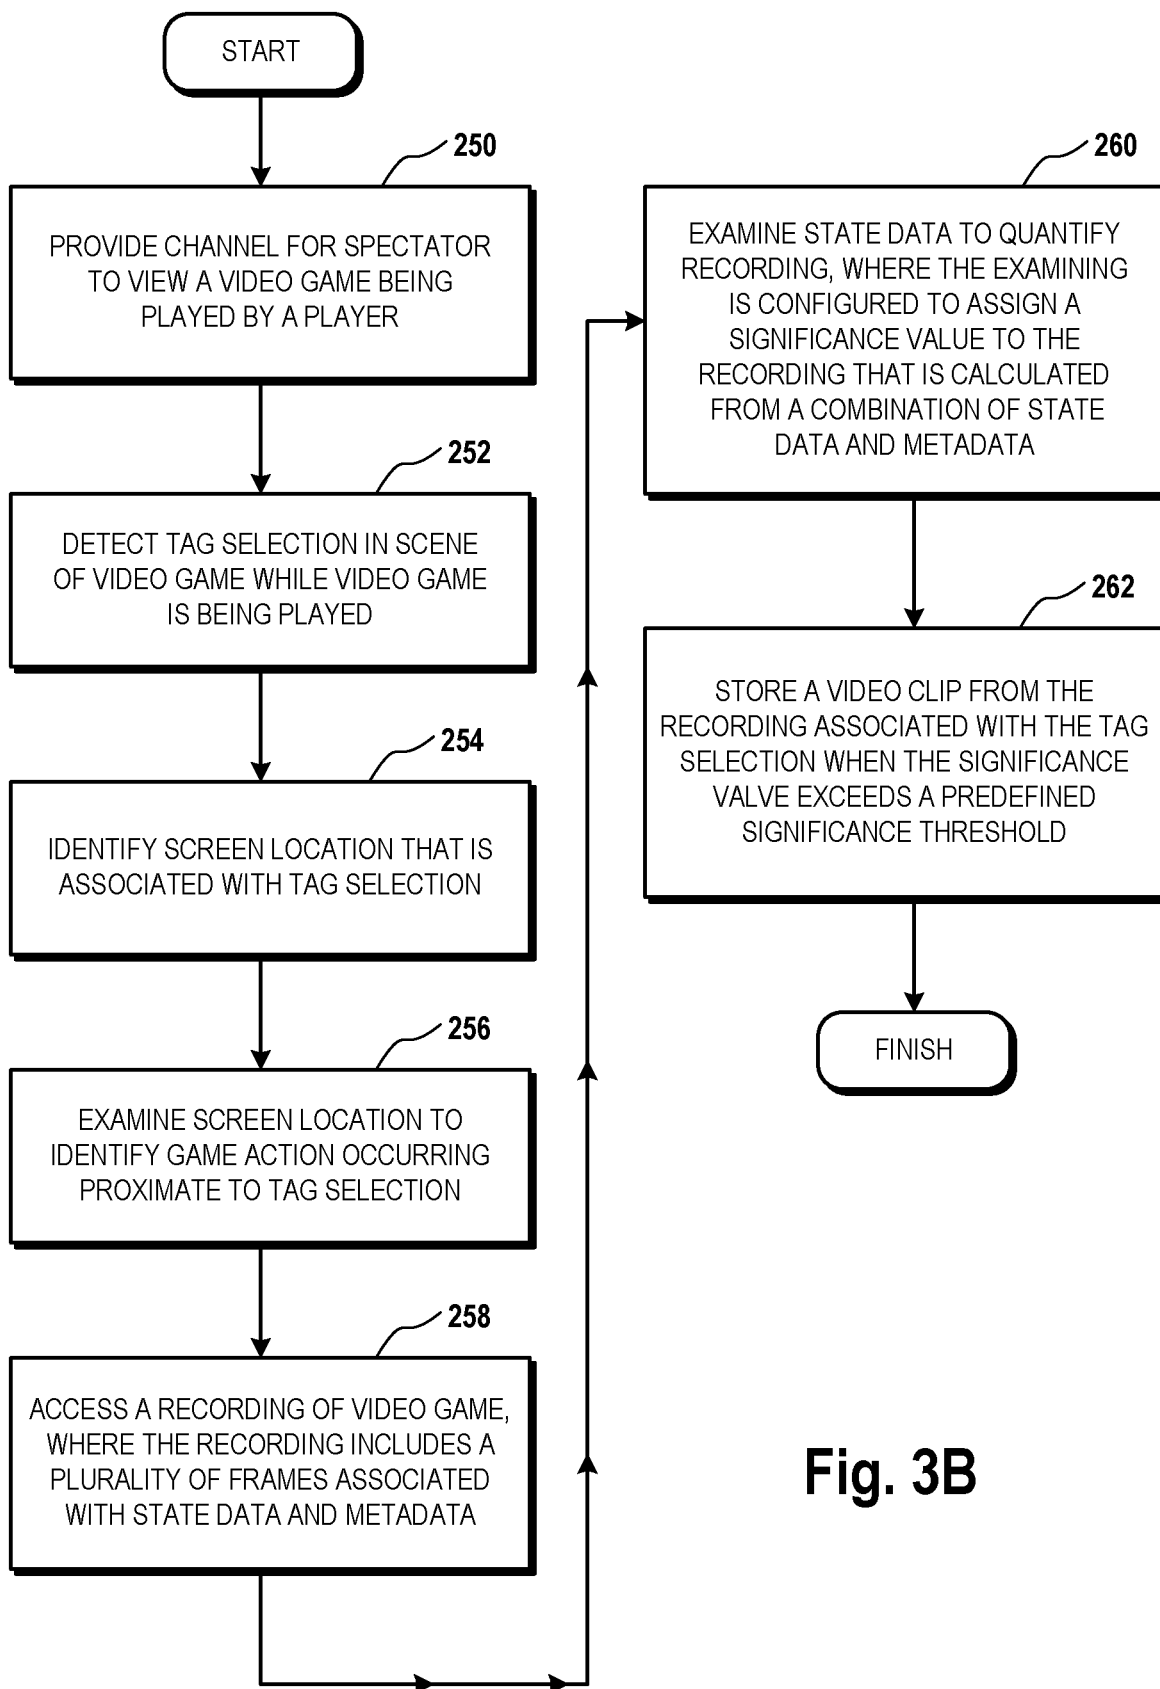 START
250
PROVIDE CHANNEL FOR SPECTATOR
TO VIEW A VIDEO GAME BEING
PLAYED BY A PLAYER
252
DETECT TAG SELECTION IN SCENE
OF VIDEO GAME WHILE VIDEO GAME
IS BEING PLAYED
254
IDENTIFY SCREEN LOCATION THAT IS
ASSOCIATED WITH TAG SELECTION
256
EXAMINE SCREEN LOCATION TO
IDENTIFY GAME ACTION OCCURRING
PROXIMATE TO TAG SELECTION
258
ACCESS A RECORDING OF VIDEO GAME,
WHERE THE RECORDING INCLUDES A
PLURALITY OF FRAMES ASSOCIATED
WITH STATE DATA AND METADATA
260
EXAMINE STATE DATA TO QUANTIFY
RECORDING, WHERE THE EXAMINING
IS CONFIGURED TO ASSIGN A
SIGNIFICANCE VALUE TO THE
RECORDING THAT IS CALCULATED
FROM A COMBINATION OF STATE
DATA AND METADATA
262
STORE A VIDEO CLIP FROM THE
RECORDING ASSOCIATED WITH THE TAG
SELECTION WHEN THE SIGNIFICANCE
VALVE EXCEEDS A PREDEFINED
SIGNIFICANCE THRESHOLD
FINISH
Fig. 3B